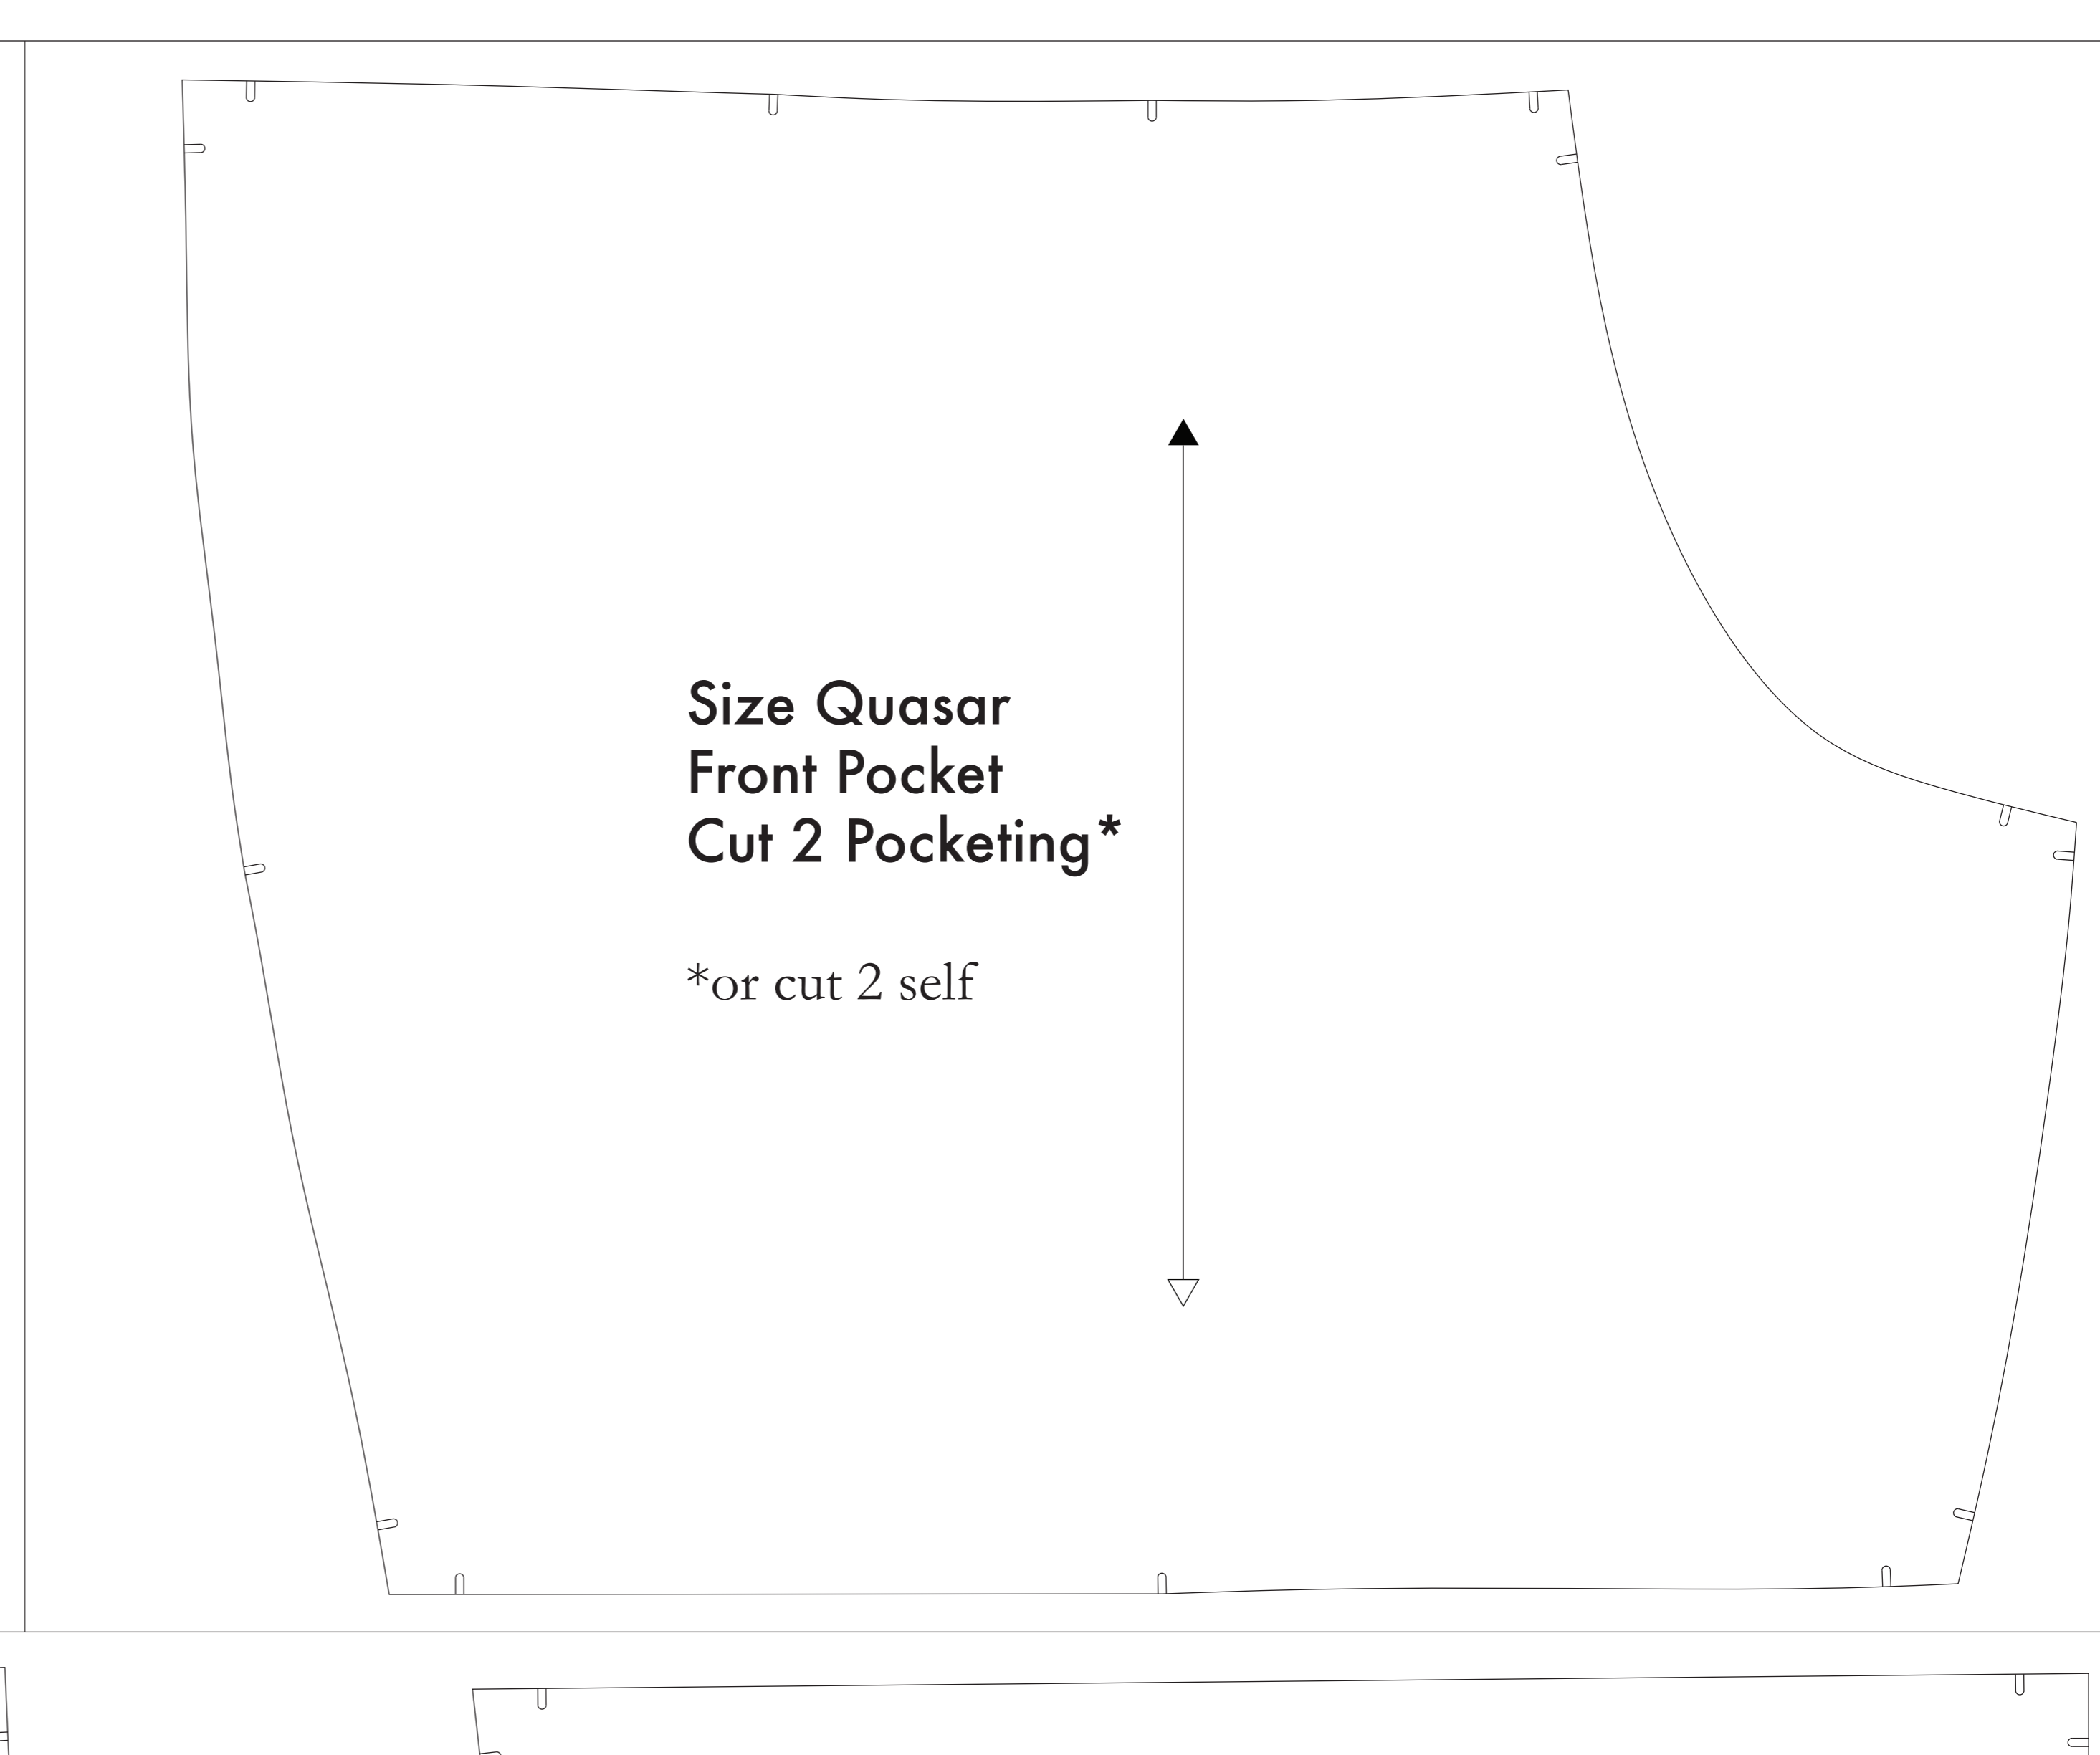 Size Quasar
Front Pocket
Cut 2 Pocketing*
*or cut 2 self